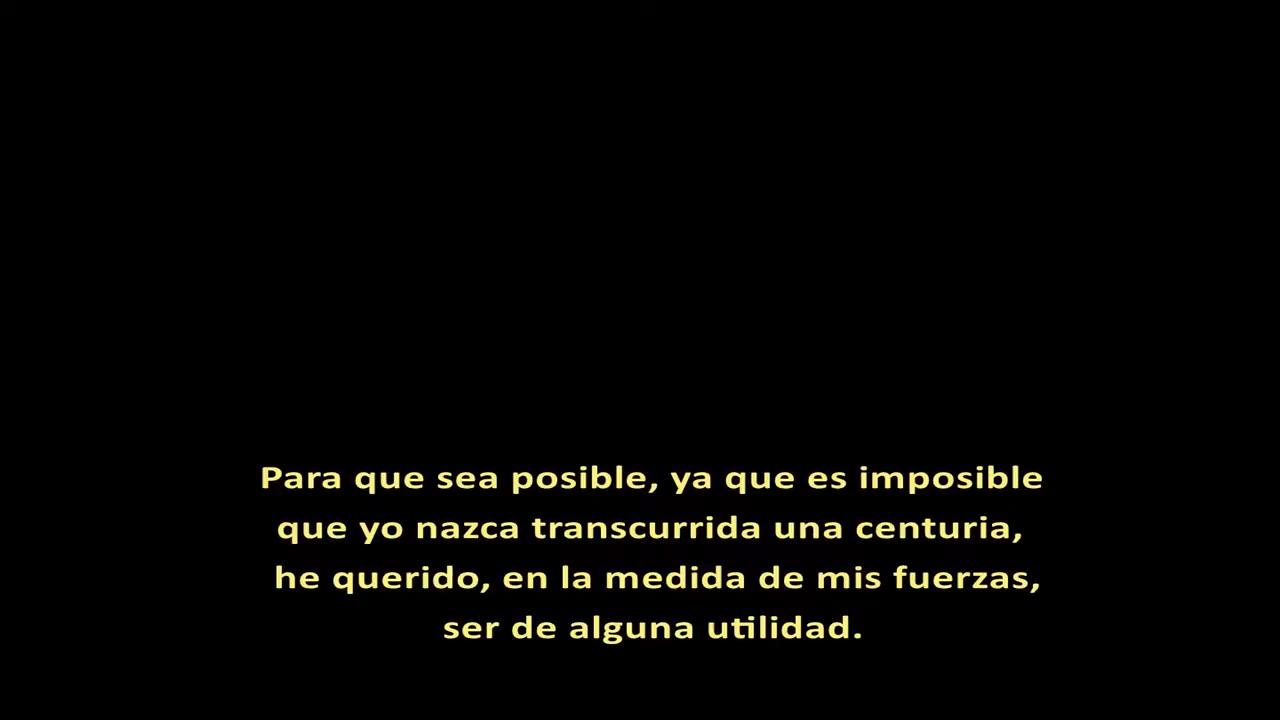 Para que sea posible, ya que es imposible
que yo nazca transcurrida una centuria,
he querido, en la medida de mis fuerzas,
ser de alguna utilidad.